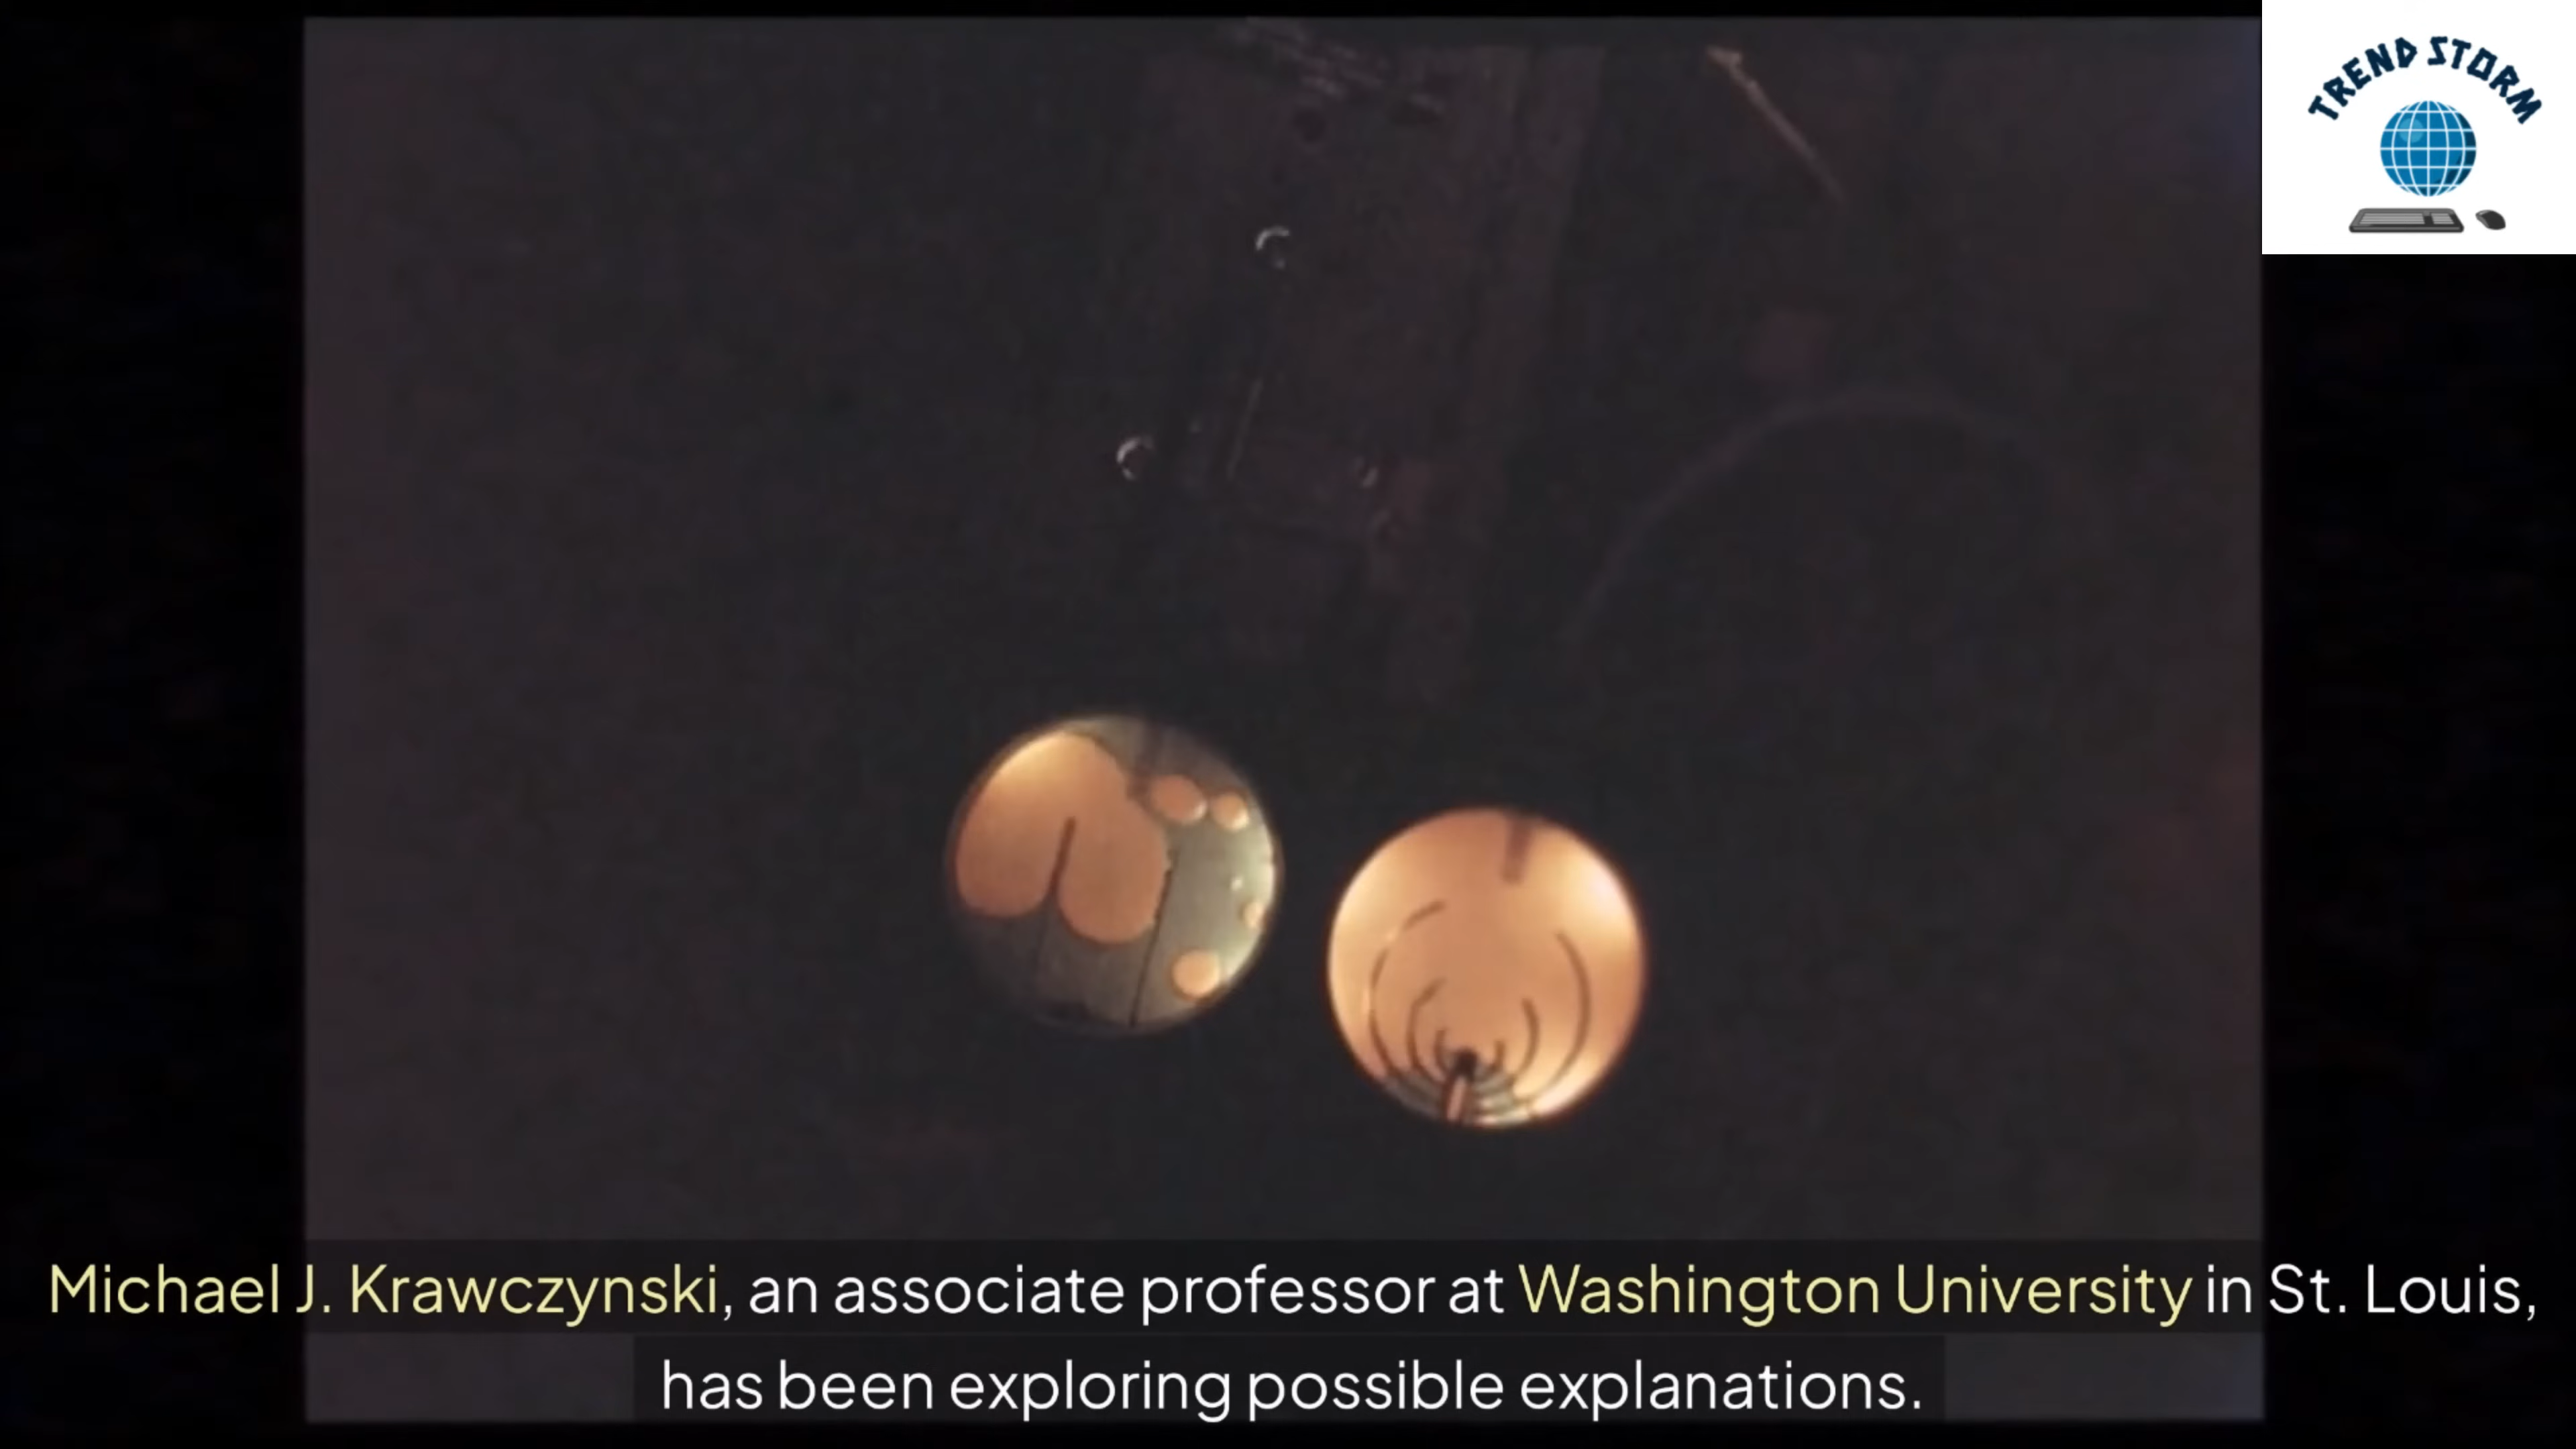 TREND STORM
Michael J. Krawczynski, an associate professor at Washington University in St. Louis,
has been exploring possible explanations.